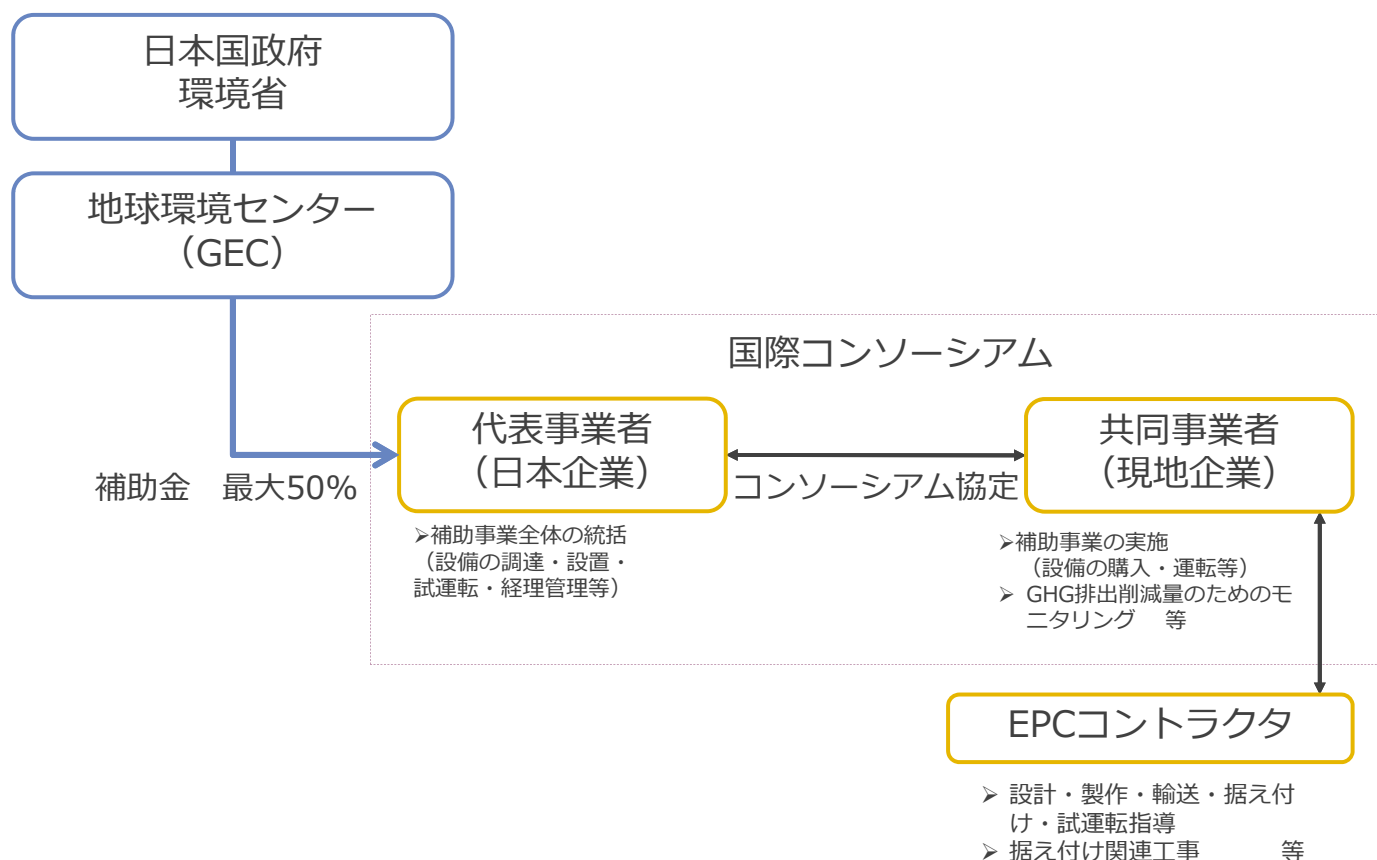 日本国政府
環境省
地球環境センター
（GEC）
国際コンソーシアム
代表事業者
（日本企業）
共同事業者
（現地企業）
補助金　最大50%
コンソーシアム協定
➢補助事業全体の統括
（設備の調達・設置・
試運転・経理管理等）
➢補助事業の実施
（設備の購入・運転等）
➢ GHG排出削減量のためのモ
ニタリング　等
EPCコントラクタ
➢ 設計・製作・輸送・据え付
け・試運転指導
➢ 据え付け関連工事　　　等